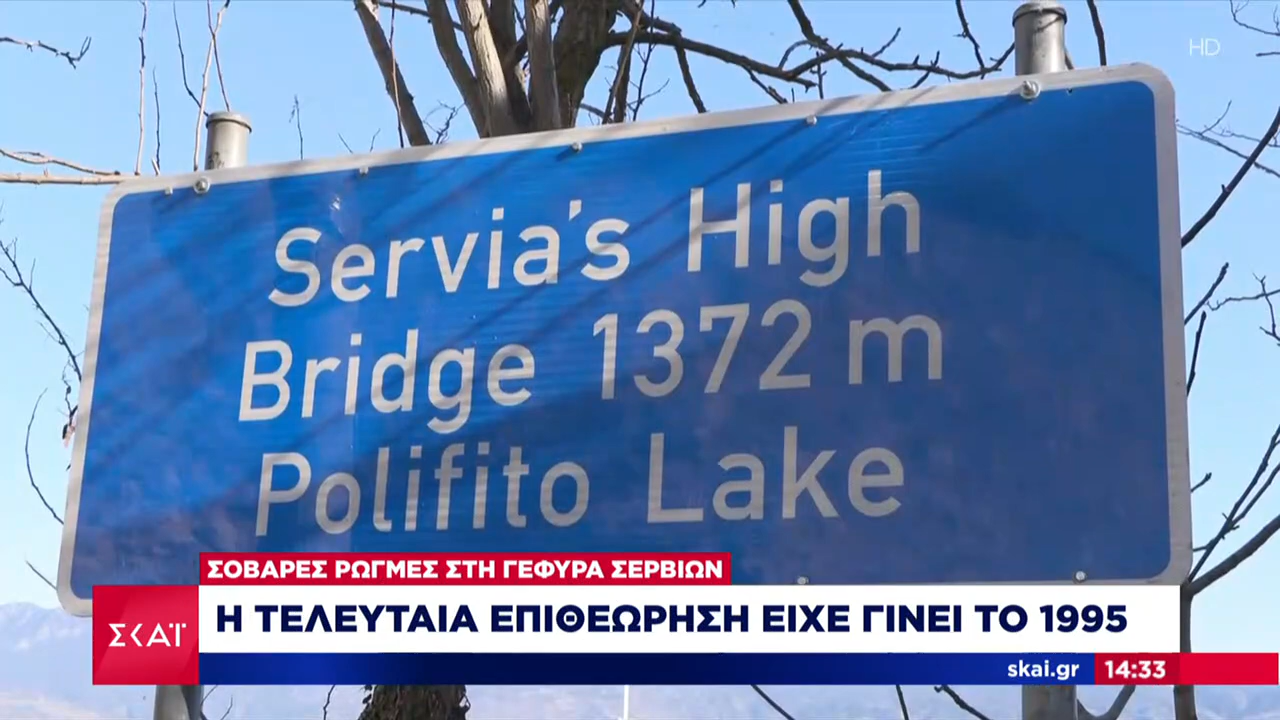 HD
Servia's High
Bridge 1372 m
Polifito Lake
ΣΟΒΑΡΕΣ ΡΩΓΜΕΣ ΣΤΗ ΓΕΦΥΡΑ ΣΕΡΒΙΩΝ
ΣΚΑΪ
Η ΤΕΛΕΥΤΑΙΑ ΕΠΙΘΕΩΡΗΣΗ ΕΙΧΕ ΓΙΝΕΙ ΤΟ 1995
skai.gr 14:33